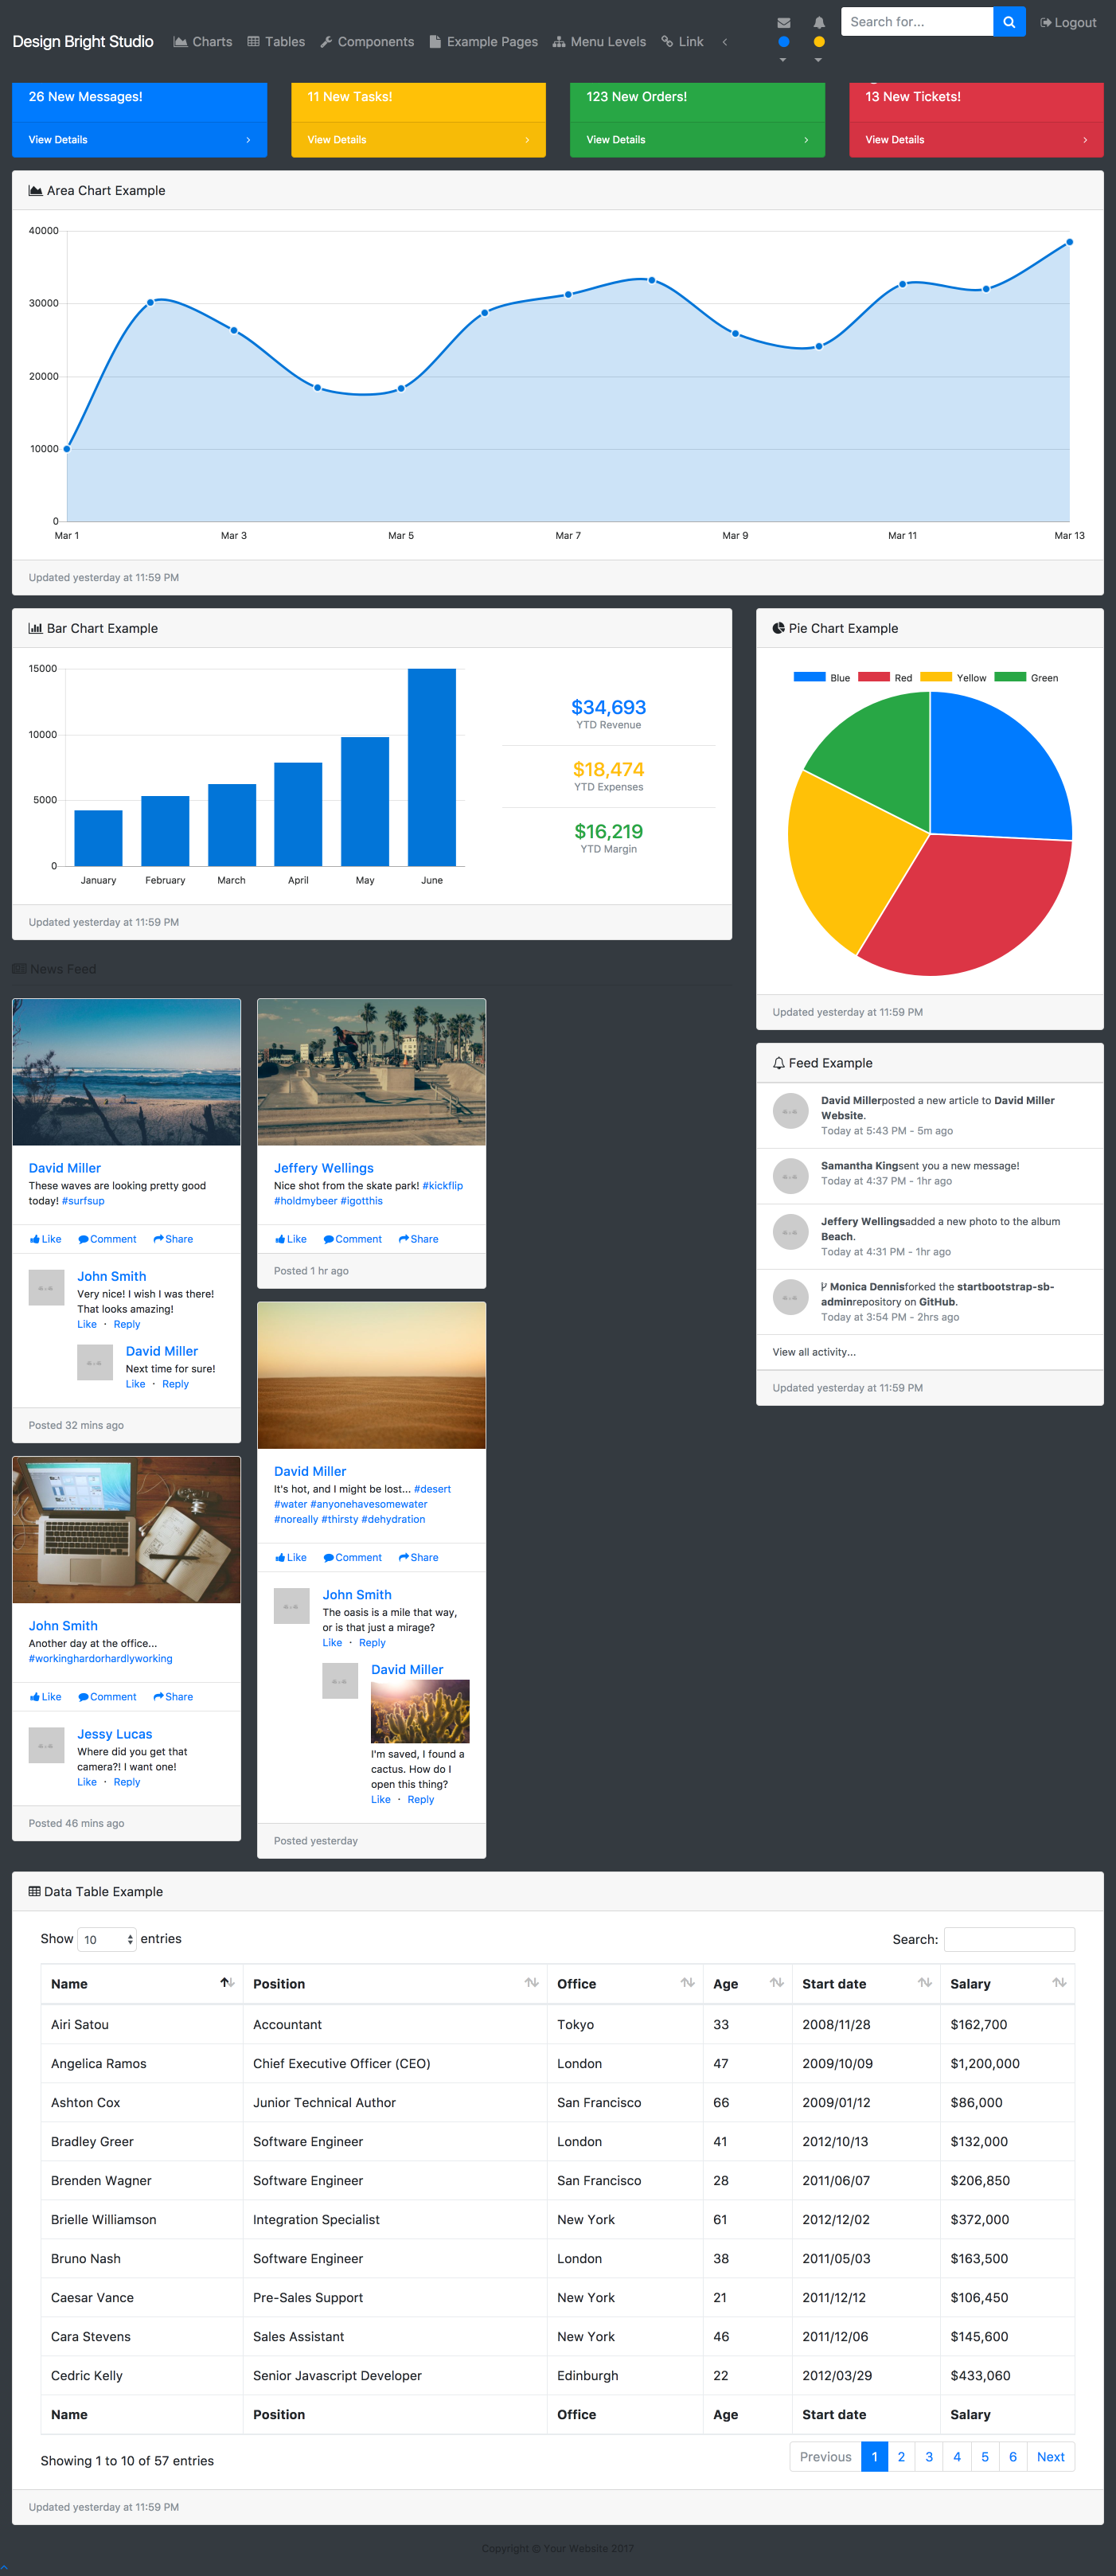 Design Bright Studio
Charts
Tables
Components
Example Pages
Menu Levels
Link
Search for...
Logout
26 New Messages!
View Details
11 New Tasks!
View Details
123 New Orders!
View Details
13 New Tickets!
View Details
Area Chart Example
40000
30000
20000
10000
0
Mar 1
Mar 3
Mar 5
Mar 7
Mar 9
Mar 11
Mar 13
Updated yesterday at 11:59 PM
Bar Chart Example
15000
10000
5000
0
January
February
March
April
May
June
$34,693
YTD Revenue
$18,474
YTD Expenses
$16,219
YTD Margin
Updated yesterday at 11:59 PM
Pie Chart Example
Blue
Red
Yellow
Green
Updated yesterday at 11:59 PM
News Feed
David Miller
These waves are looking pretty good
today! #surfsup
Like
Comment
Share
John Smith
Very nice! I wish I was there!
That looks amazing!
Like · Reply
David Miller
Next time for sure!
Like · Reply
Posted 32 mins ago
John Smith
Another day at the office...
#workinghardorhardlyworking
Like
Comment
Share
Jessy Lucas
Where did you get that
camera?! I want one!
Like · Reply
Posted 46 mins ago
Jeffery Wellings
Nice shot from the skate park! #kickflip
#holdmybeer #igotthis
Like
Comment
Share
Posted 1 hr ago
David Miller
It's hot, and I might be lost... #desert
#water #anyonehavesomewater
#noreally #thirsty #dehydration
Like
Comment
Share
John Smith
The oasis is a mile that way,
or is that just a mirage?
Like · Reply
David Miller
I'm saved, I found a
cactus. How do I
open this thing?
Like · Reply
Posted yesterday
Feed Example
David Millerposted a new article to David Miller
Website.
Today at 5:43 PM - 5m ago
Samantha Kingsent you a new message!
Today at 4:37 PM - 1hr ago
Jeffery Wellingsadded a new photo to the album
Beach.
Today at 4:31 PM - 1hr ago
Monica Dennisforked the startbootstrap-sb-
adminrepository on GitHub.
Today at 3:54 PM - 2hrs ago
View all activity...
Updated yesterday at 11:59 PM
Data Table Example
Show 10 entries
Search:
Name Position Office Age Start date Salary
Airi Satou Accountant Tokyo 33 2008/11/28 $162,700
Angelica Ramos Chief Executive Officer (CEO) London 47 2009/10/09 $1,200,000
Ashton Cox Junior Technical Author San Francisco 66 2009/01/12 $86,000
Bradley Greer Software Engineer London 41 2012/10/13 $132,000
Brenden Wagner Software Engineer San Francisco 28 2011/06/07 $206,850
Brielle Williamson Integration Specialist New York 61 2012/12/02 $372,000
Bruno Nash Software Engineer London 38 2011/05/03 $163,500
Caesar Vance Pre-Sales Support New York 21 2011/12/12 $106,450
Cara Stevens Sales Assistant New York 46 2011/12/06 $145,600
Cedric Kelly Senior Javascript Developer Edinburgh 22 2012/03/29 $433,060
Name Position Office Age Start date Salary
Showing 1 to 10 of 57 entries
Previous 1 2 3 4 5 6 Next
Updated yesterday at 11:59 PM
Copyright © Your Website 2017